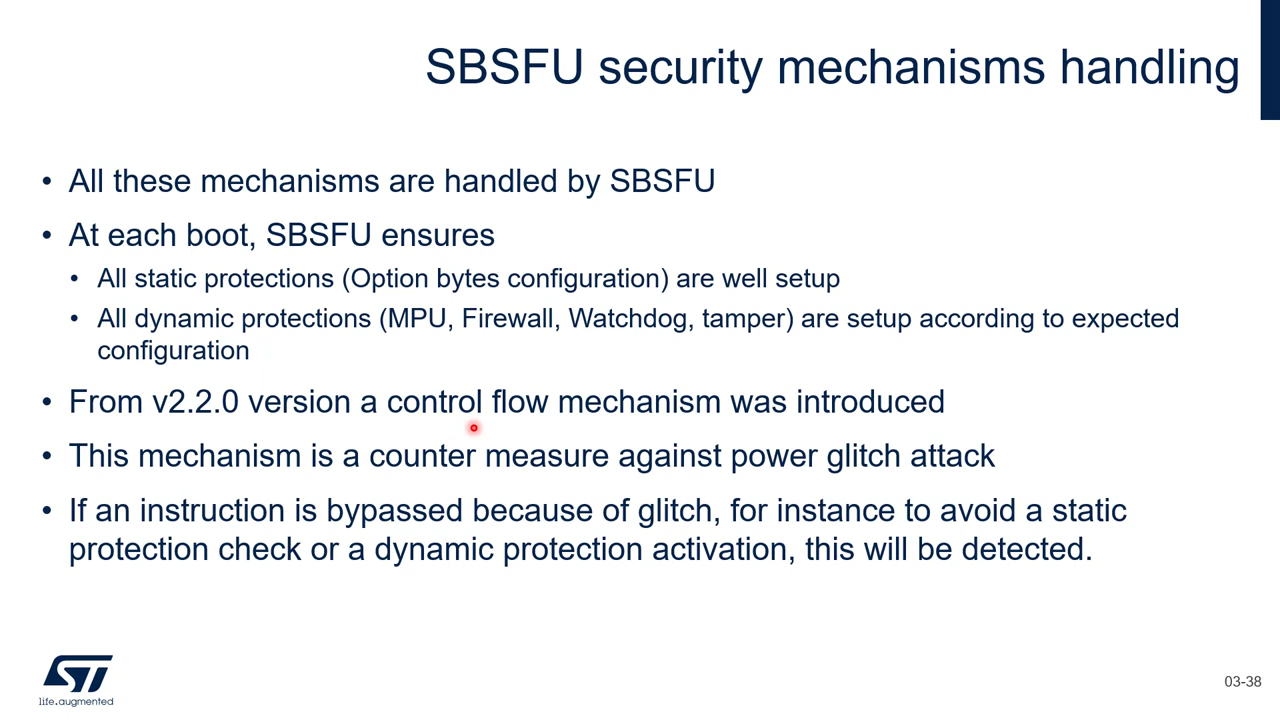 SBSFU security mechanisms handling
• All these mechanisms are handled by SBSFU
• At each boot, SBSFU ensures
• All static protections (Option bytes configuration) are well setup
• All dynamic protections (MPU, Firewall, Watchdog, tamper) are setup according to expected
configuration
• From v2.2.0 version a control flow mechanism was introduced
• This mechanism is a counter measure against power glitch attack
• If an instruction is bypassed because of glitch, for instance to avoid a static
protection check or a dynamic protection activation, this will be detected.
ST
life.augmented
03-38